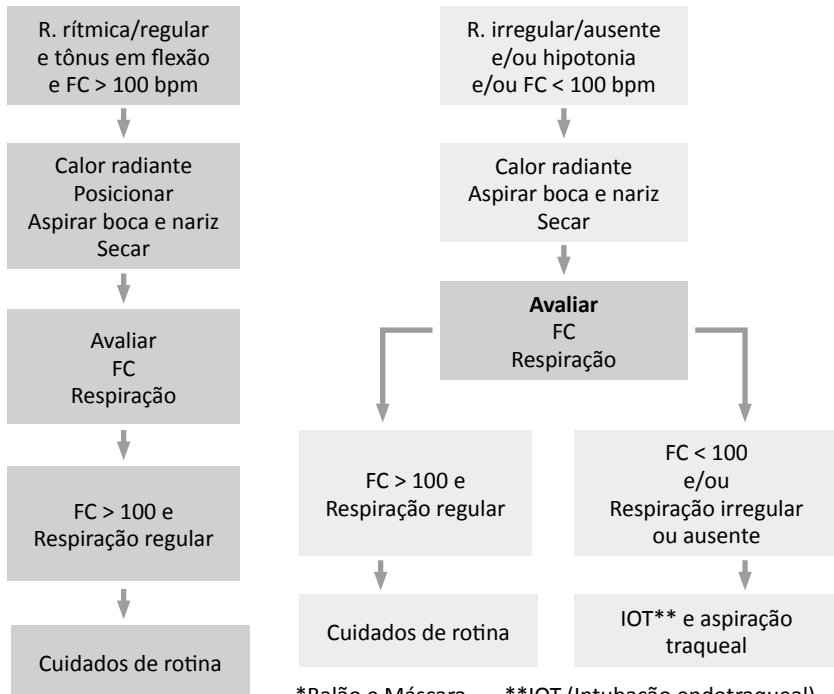 R. rítmica/regular
e tônus em flexão
e FC > 100 bpm
Calor radiante
Posicionar
Aspirar boca e nariz
Secar
Avaliar
FC
Respiração
FC > 100 e
Respiração regular
Cuidados de rotina
R. irregular/ausente
e/ou hipotonia
e/ou FC < 100 bpm
Calor radiante
Aspirar boca e nariz
Secar
Avaliar
FC
Respiração
FC > 100 e
Respiração regular
Cuidados de rotina
FC < 100
e/ou
Respiração irregular
ou ausente
IOT** e aspiração
traqueal
*Balão e Máscara **IOT (Intubação endotraqueal)